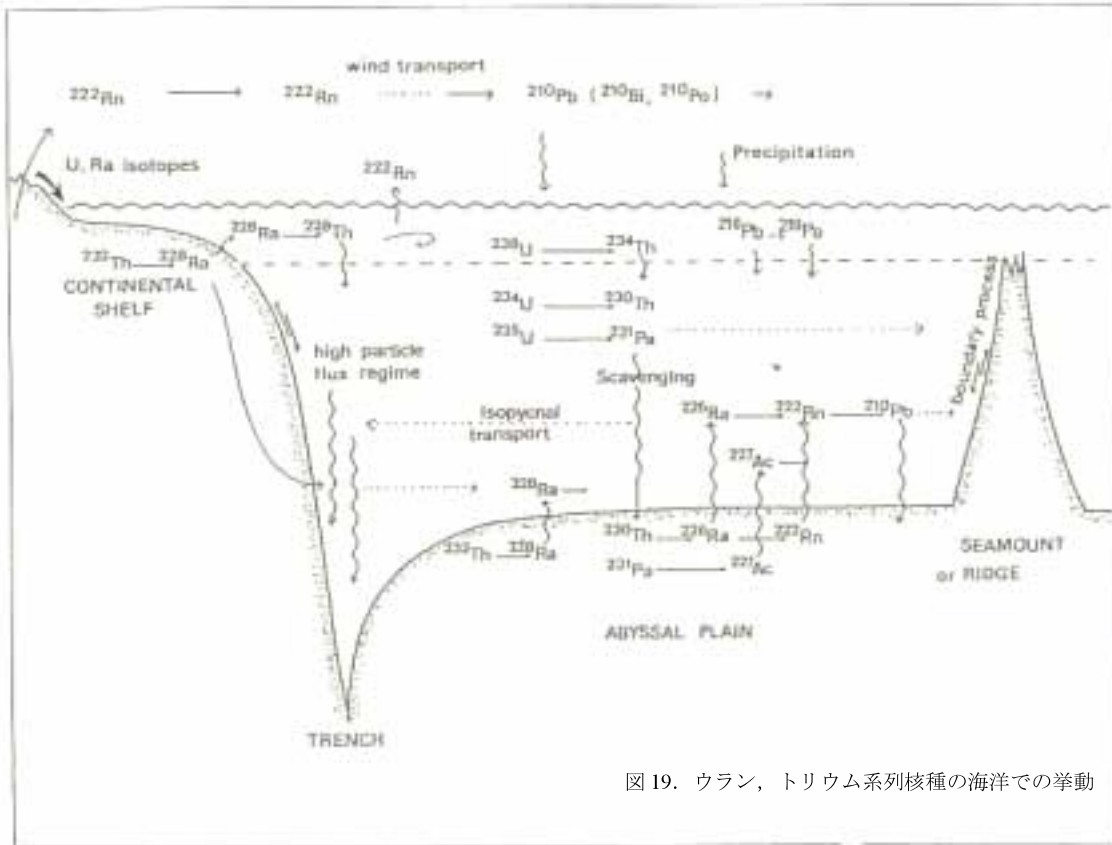 wind transport
²²²Rn → ²²²Rn → ²¹⁰Pb (²¹⁰Bi, ²¹⁰Po) →
U, Ra isotopes
²²²Rn
Precipitation
²²⁸Ra → ²²⁸Th
²³⁸U → ²³⁴Th
²¹⁰Pb
²³²Th → ²²⁸Ra
CONTINENTAL
SHELF
²³⁴U → ²³⁰Th
²³⁵U → ²³¹Pa
boundary process
high particle
flux regime
Scavenging
²²⁶Ra → ²²²Rn → ²¹⁰Pb
Isopycnal
transport
²²⁷Ac
²²⁸Ra
²³⁰Th → ²²⁶Ra → ²²²Rn
²³²Th → ²²⁸Ra
²³¹Pa → ²²⁷Ac
SEAMOUNT
or RIDGE
ABYSSAL PLAIN
TRENCH
図 19. ウラン，トリウム系列核種の海洋での挙動